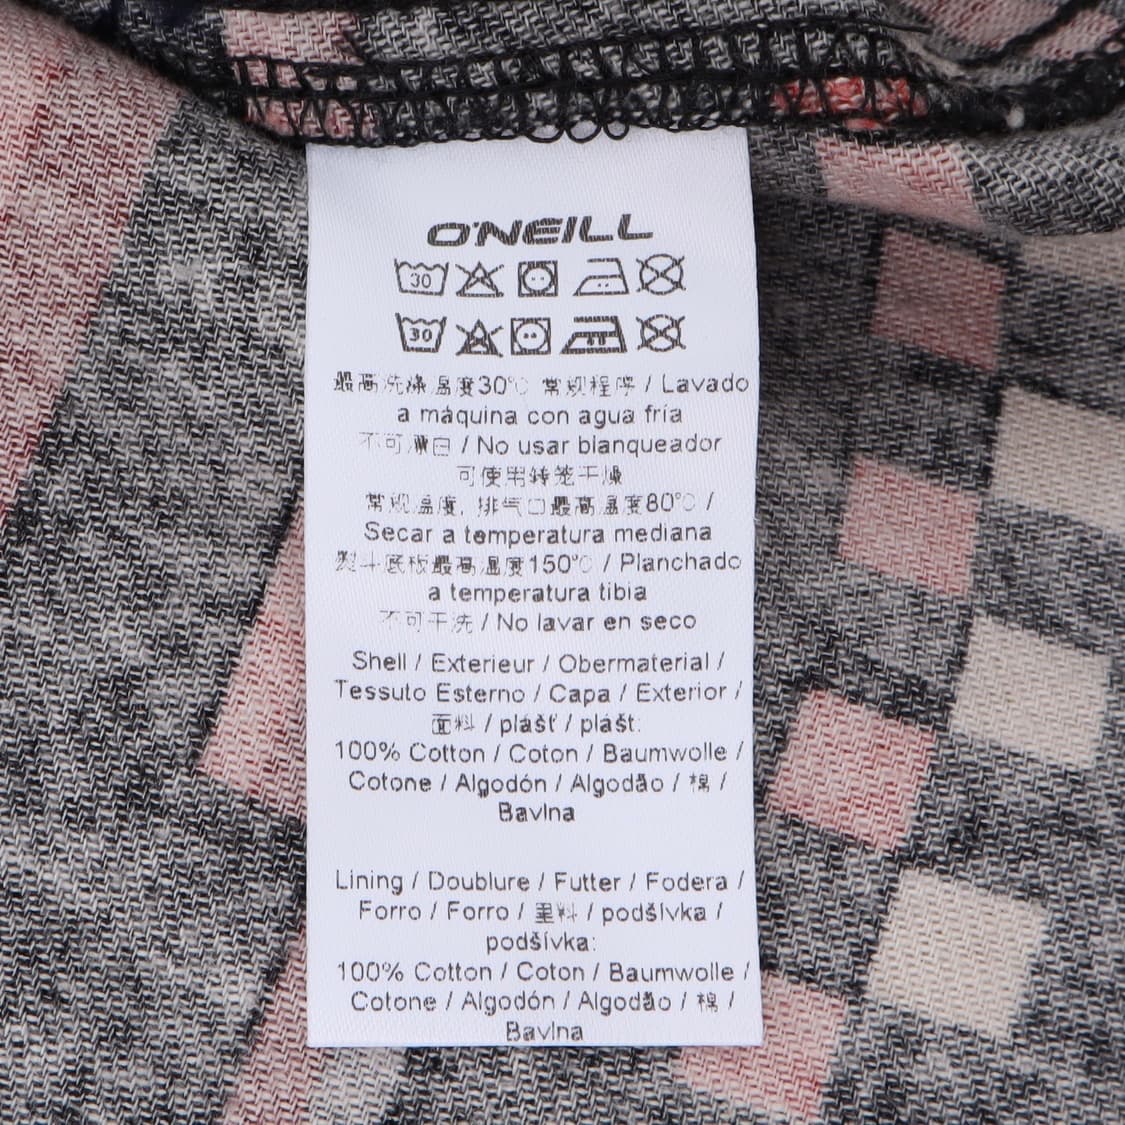 O'NEILL
30
30
最高洗涤温度30℃ 常规程序 / Lavado
a máquina con agua fría
不可漂白 / No usar blanqueador
可使用转笼干燥
常规温度, 排气口最高温度80℃ /
Secar a temperatura mediana
熨斗底板最高温度150℃ / Planchado
a temperatura tibia
不可干洗 / No lavar en seco
Shell / Exterieur / Obermaterial /
Tessuto Esterno / Capa / Exterior /
面料 / plášť / plášt:
100% Cotton / Coton / Baumwolle /
Cotone / Algodón / Algodão / 棉 /
Bavlna
Lining / Doublure / Futter / Fodera /
Forro / Forro / 里料 / podšívka /
podšívka:
100% Cotton / Coton / Baumwolle /
Cotone / Algodón / Algodão / 棉 /
Bavlna